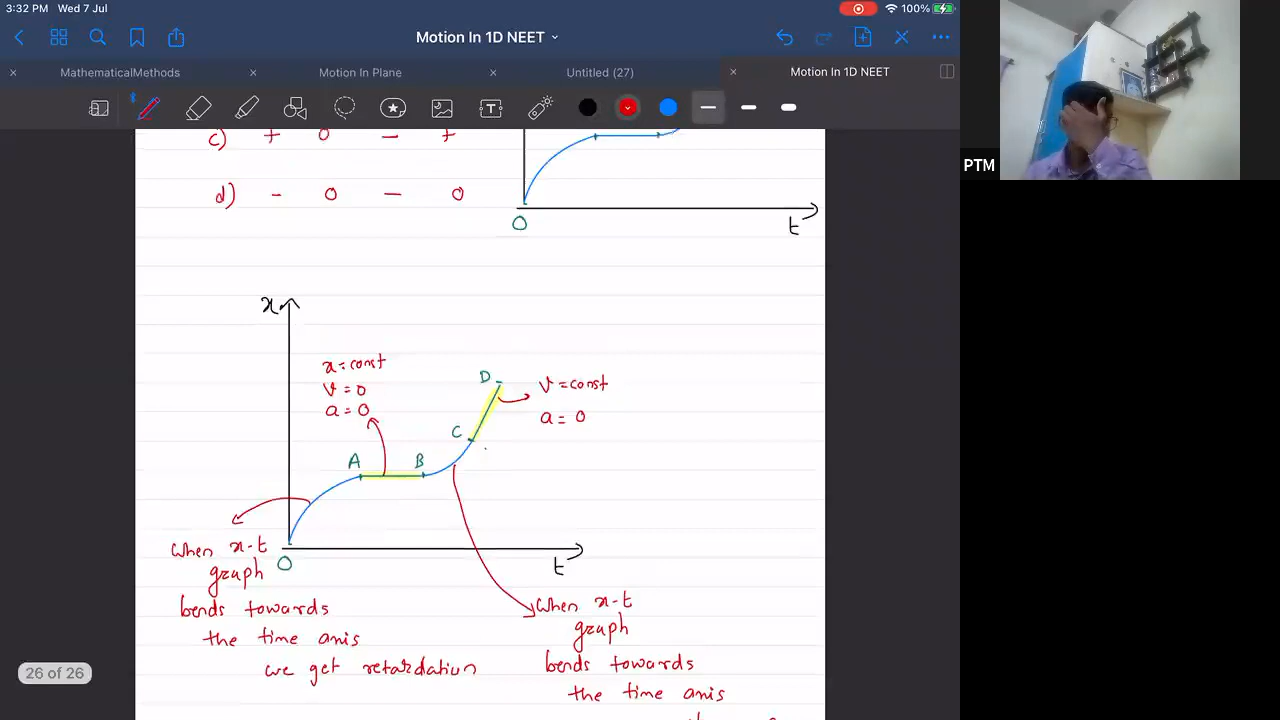 3:32 PM Wed 7 Jul
100%
Motion In 1D NEET
MathematicalMethods
Motion In Plane
Untitled (27)
Motion In 1D NEET
PTM
c) + 0 − +
d) - 0 − 0
0
t
x
x = const
v = 0
a = 0
D
v = const
a = 0
C
A
B
0
t
when x-t
graph
bends towards
the time axis
we get retardation
when x-t
graph
bends towards
the time axis
26 of 26